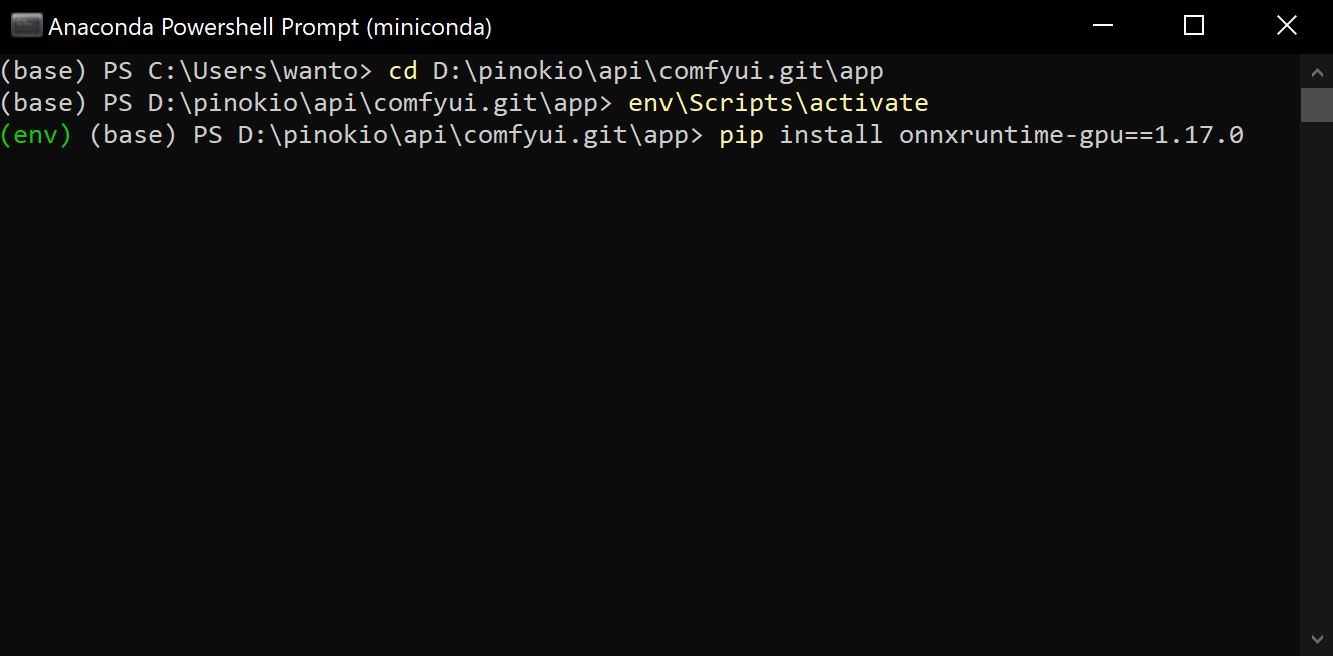 Anaconda Powershell Prompt (miniconda)
(base) PS C:\Users\wanto> cd D:\pinokio\api\comfyui.git\app
(base) PS D:\pinokio\api\comfyui.git\app> env\Scripts\activate
(env) (base) PS D:\pinokio\api\comfyui.git\app> pip install onnxruntime-gpu==1.17.0